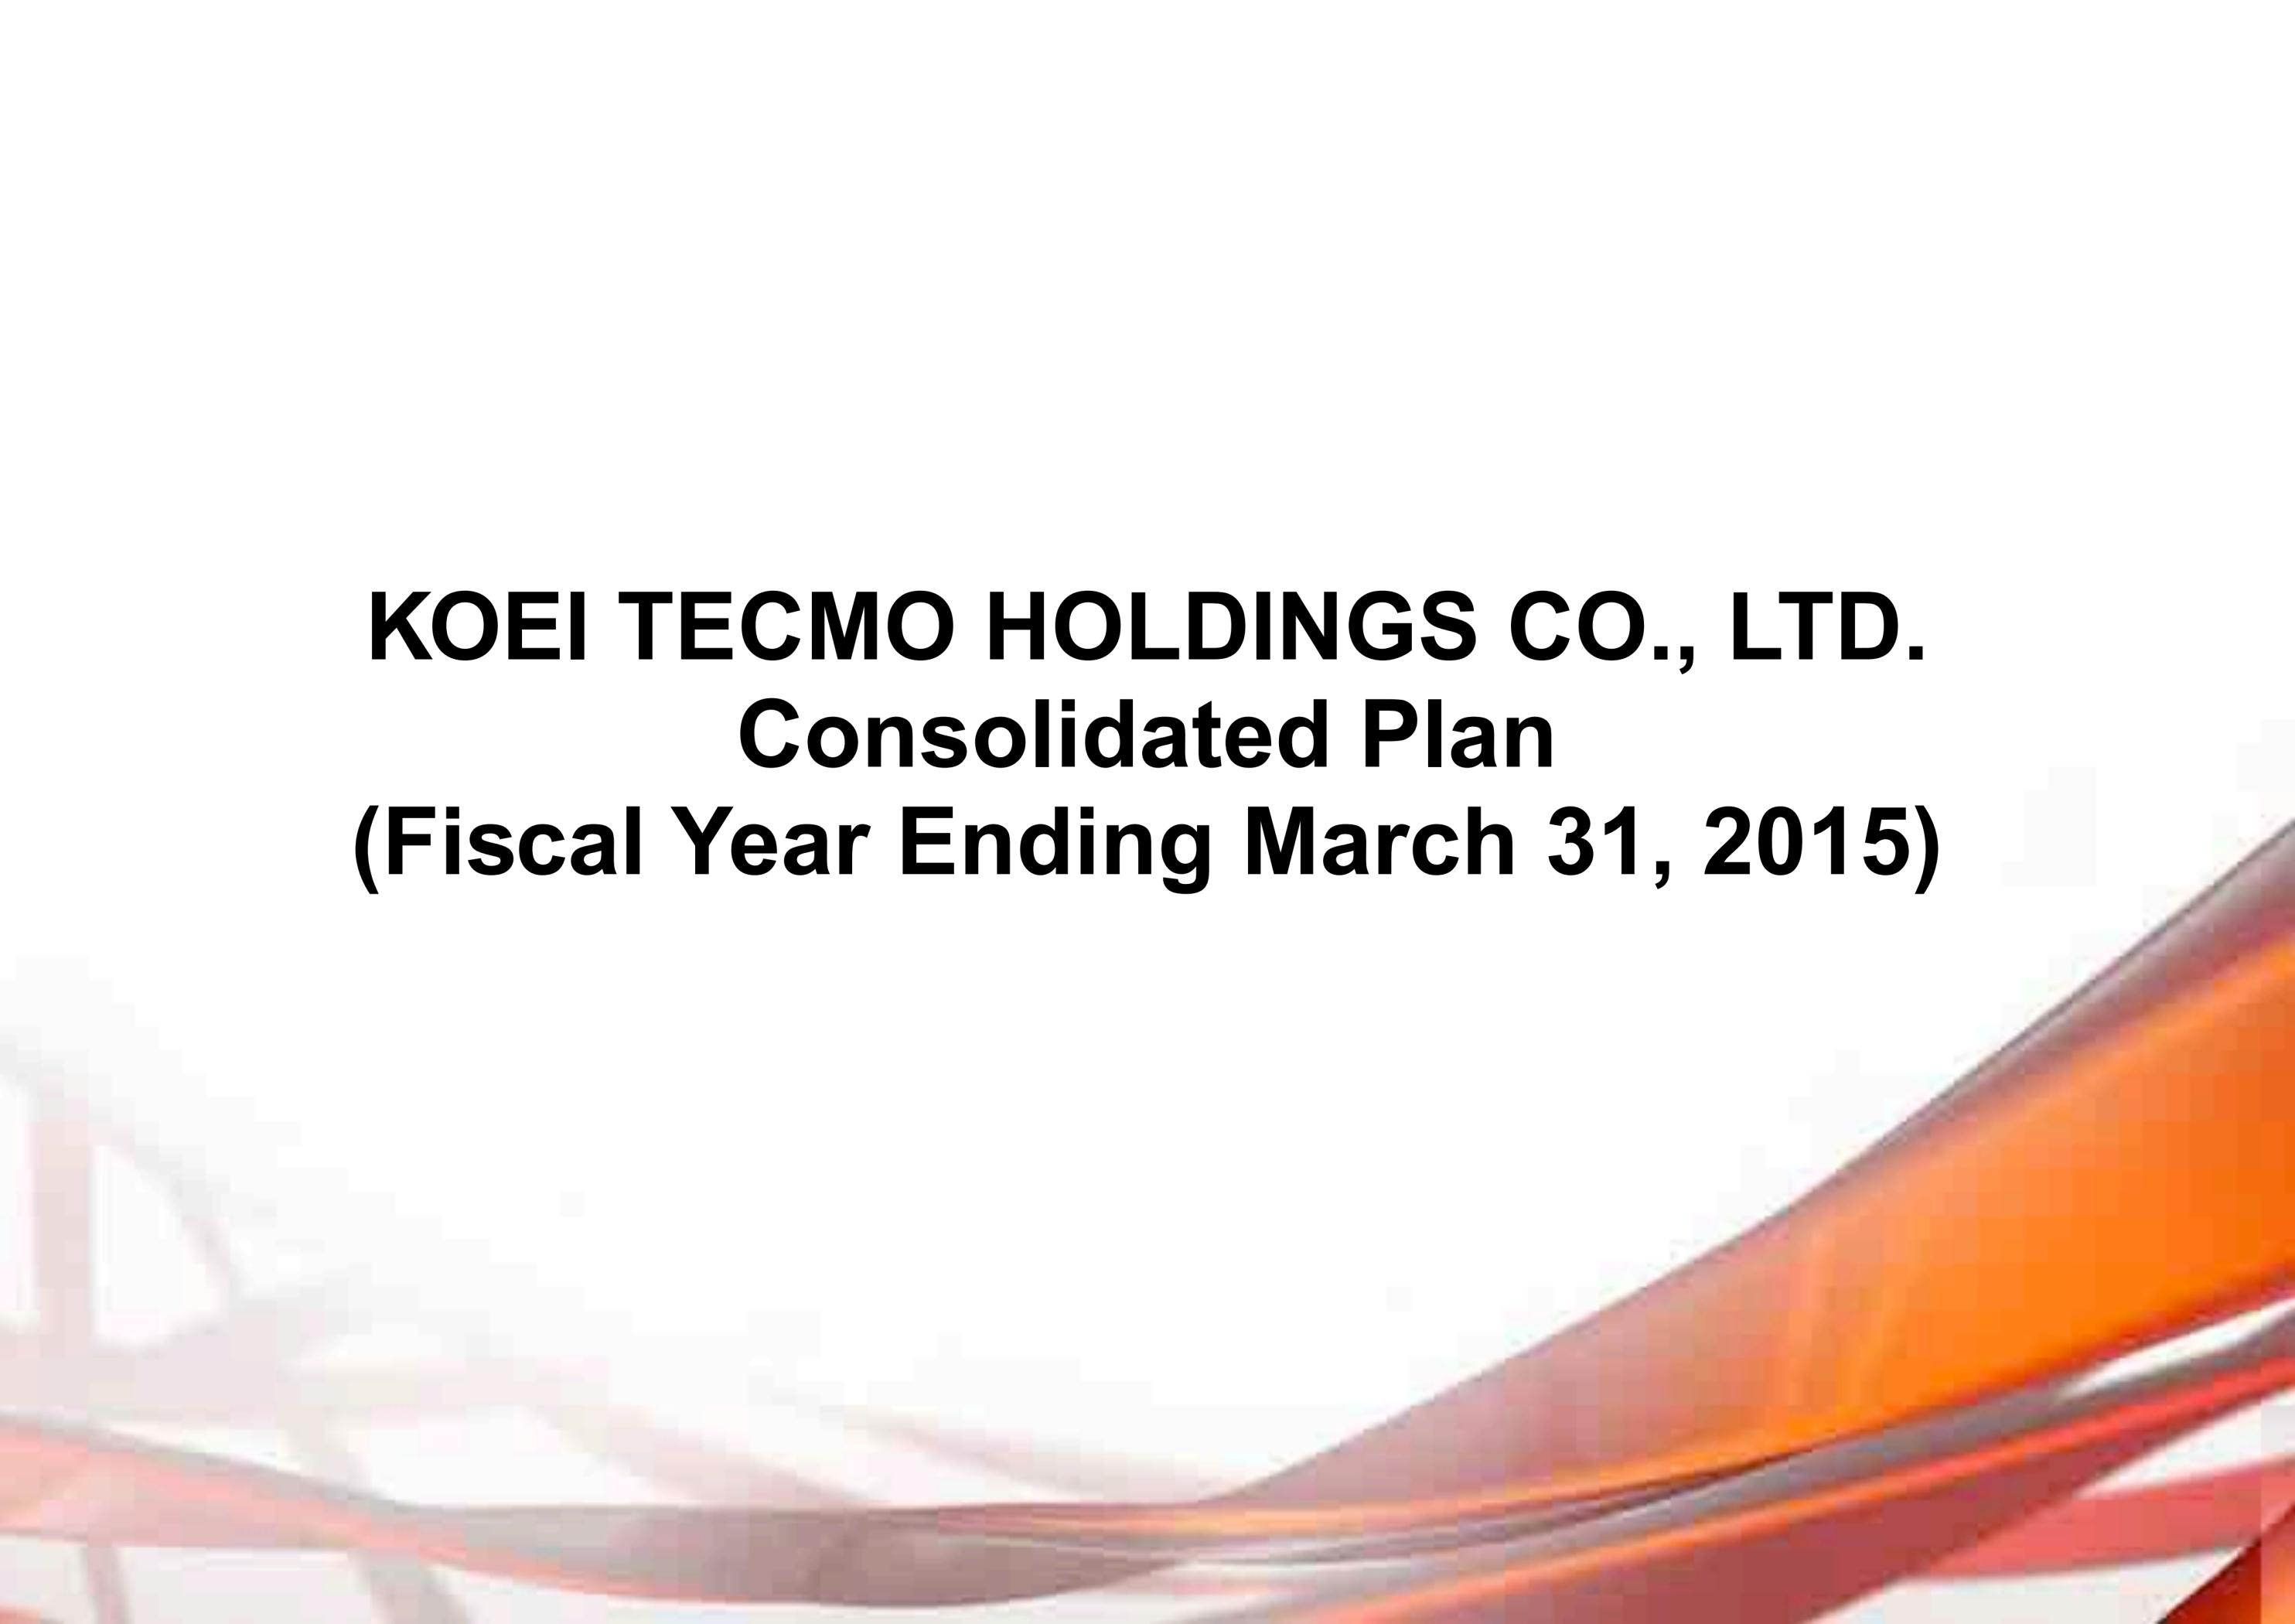 KOEI TECMO HOLDINGS CO., LTD.
Consolidated Plan
(Fiscal Year Ending March 31, 2015)